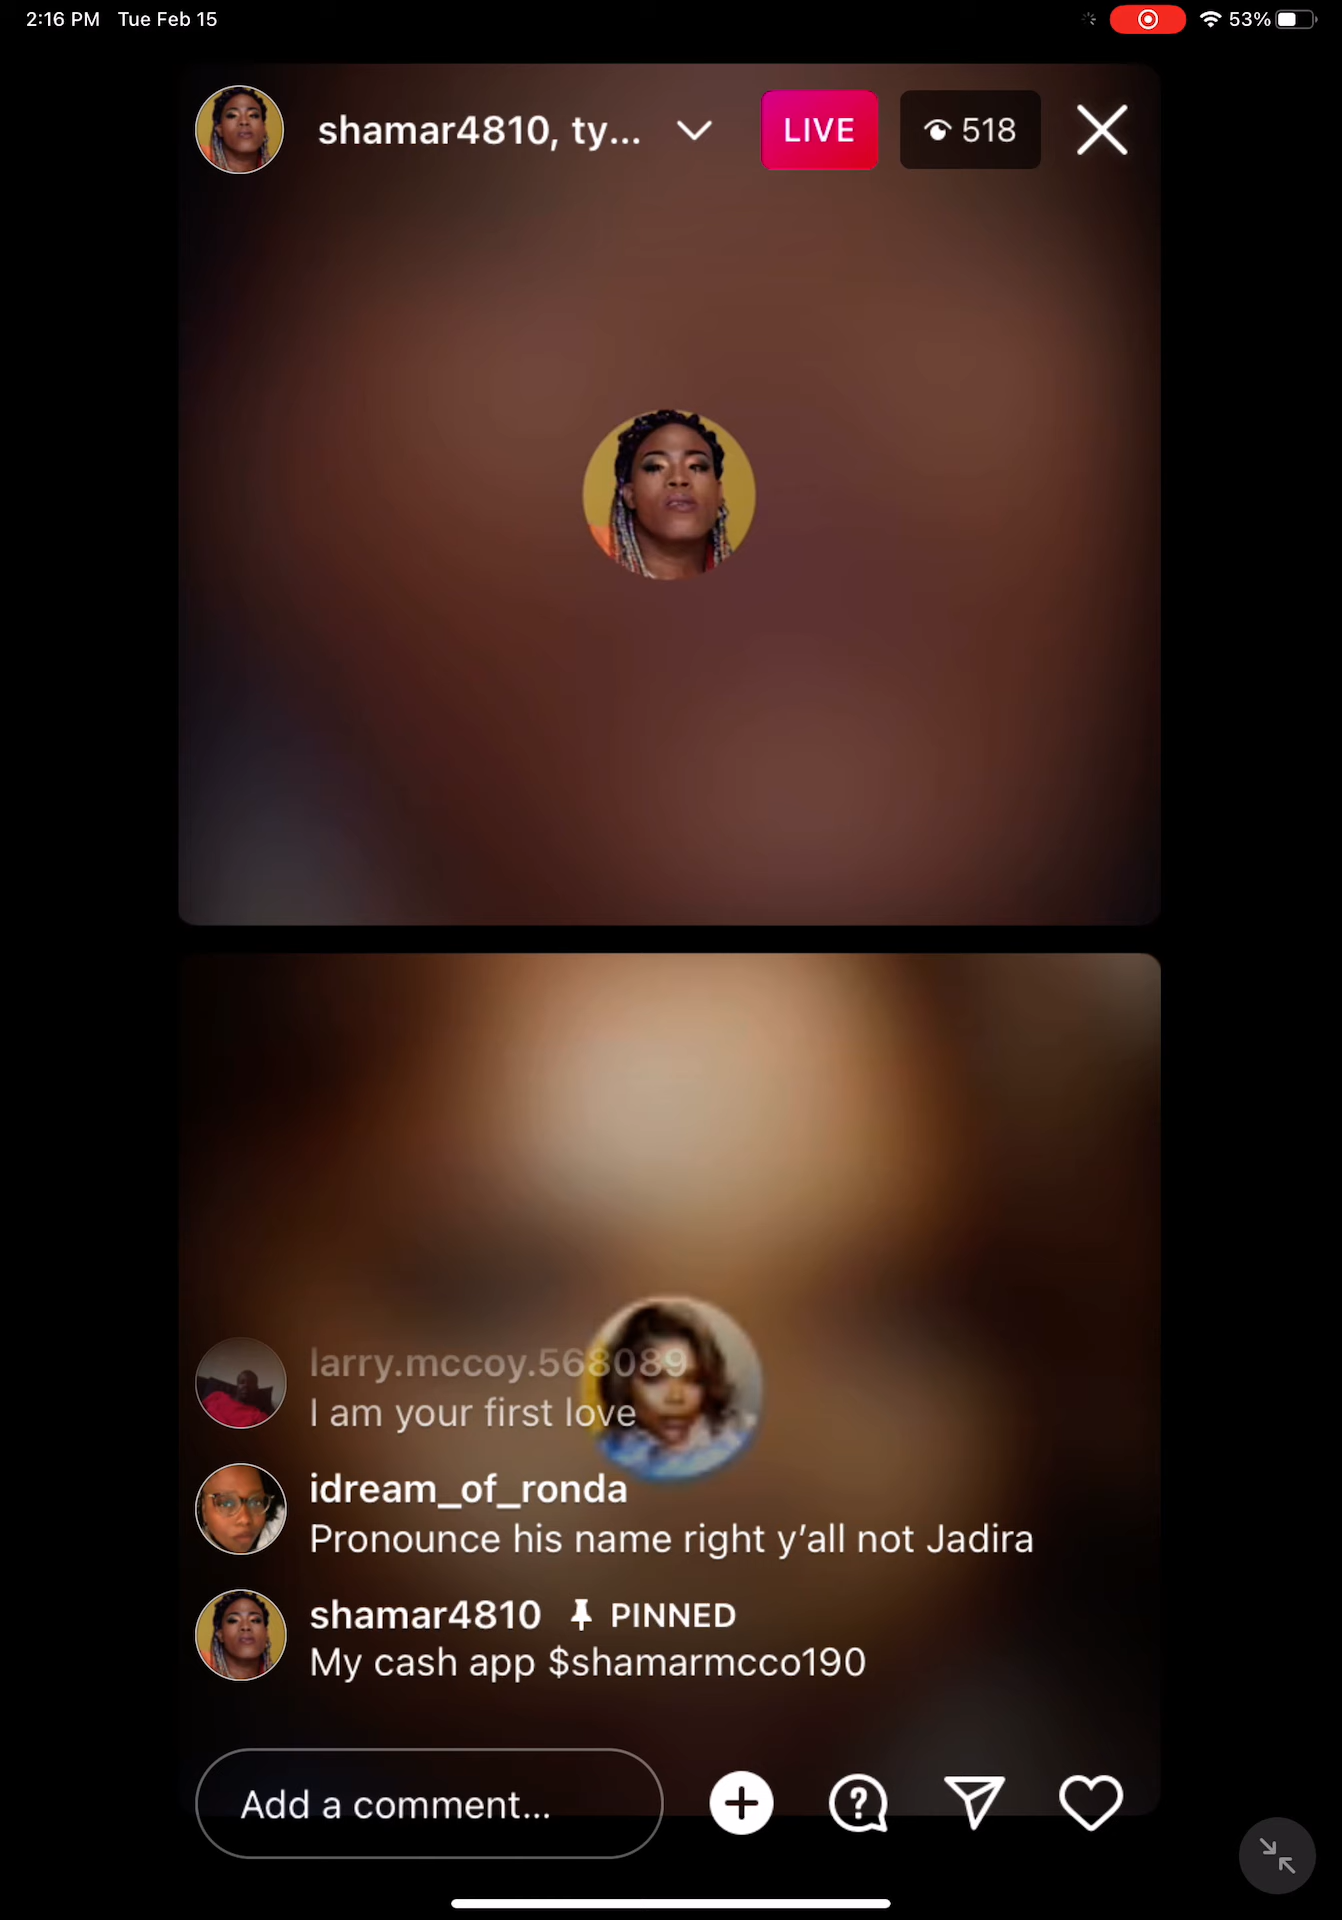 2:16 PM Tue Feb 15
53%
shamar4810, ty...
LIVE
518
larry.mccoy.568089
I am your first love
idream_of_ronda
Pronounce his name right y’all not Jadira
shamar4810 PINNED
My cash app $shamarmcco190
Add a comment...